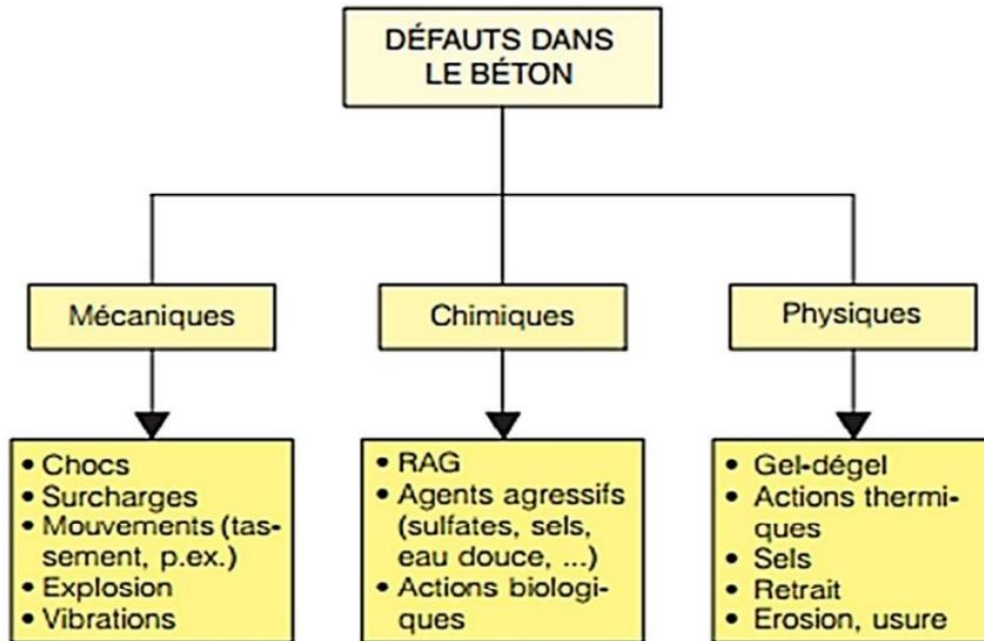 DÉFAUTS DANS
LE BÉTON
Mécaniques
Chimiques
Physiques
• Chocs
• Surcharges
• Mouvements (tas-
sement, p.ex.)
• Explosion
• Vibrations
• RAG
• Agents agressifs
(sulfates, sels,
eau douce, ...)
• Actions biologi-
ques
• Gel-dégel
• Actions thermi-
ques
• Sels
• Retrait
• Erosion, usure